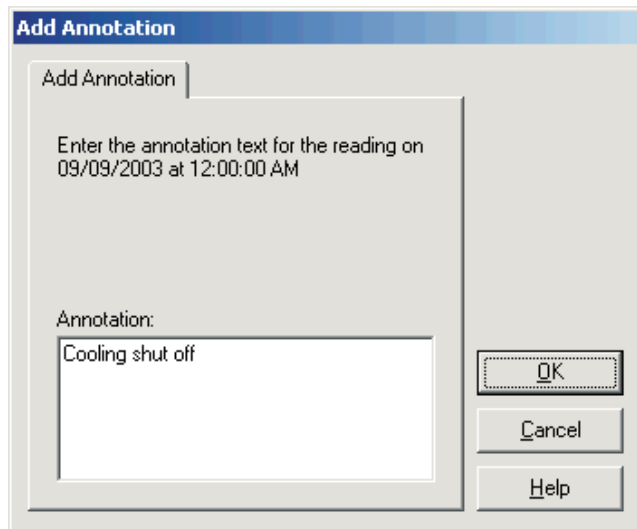 Add Annotation
Add Annotation
Enter the annotation text for the reading on
09/09/2003 at 12:00:00 AM
Annotation:
Cooling shut off
OK
Cancel
Help